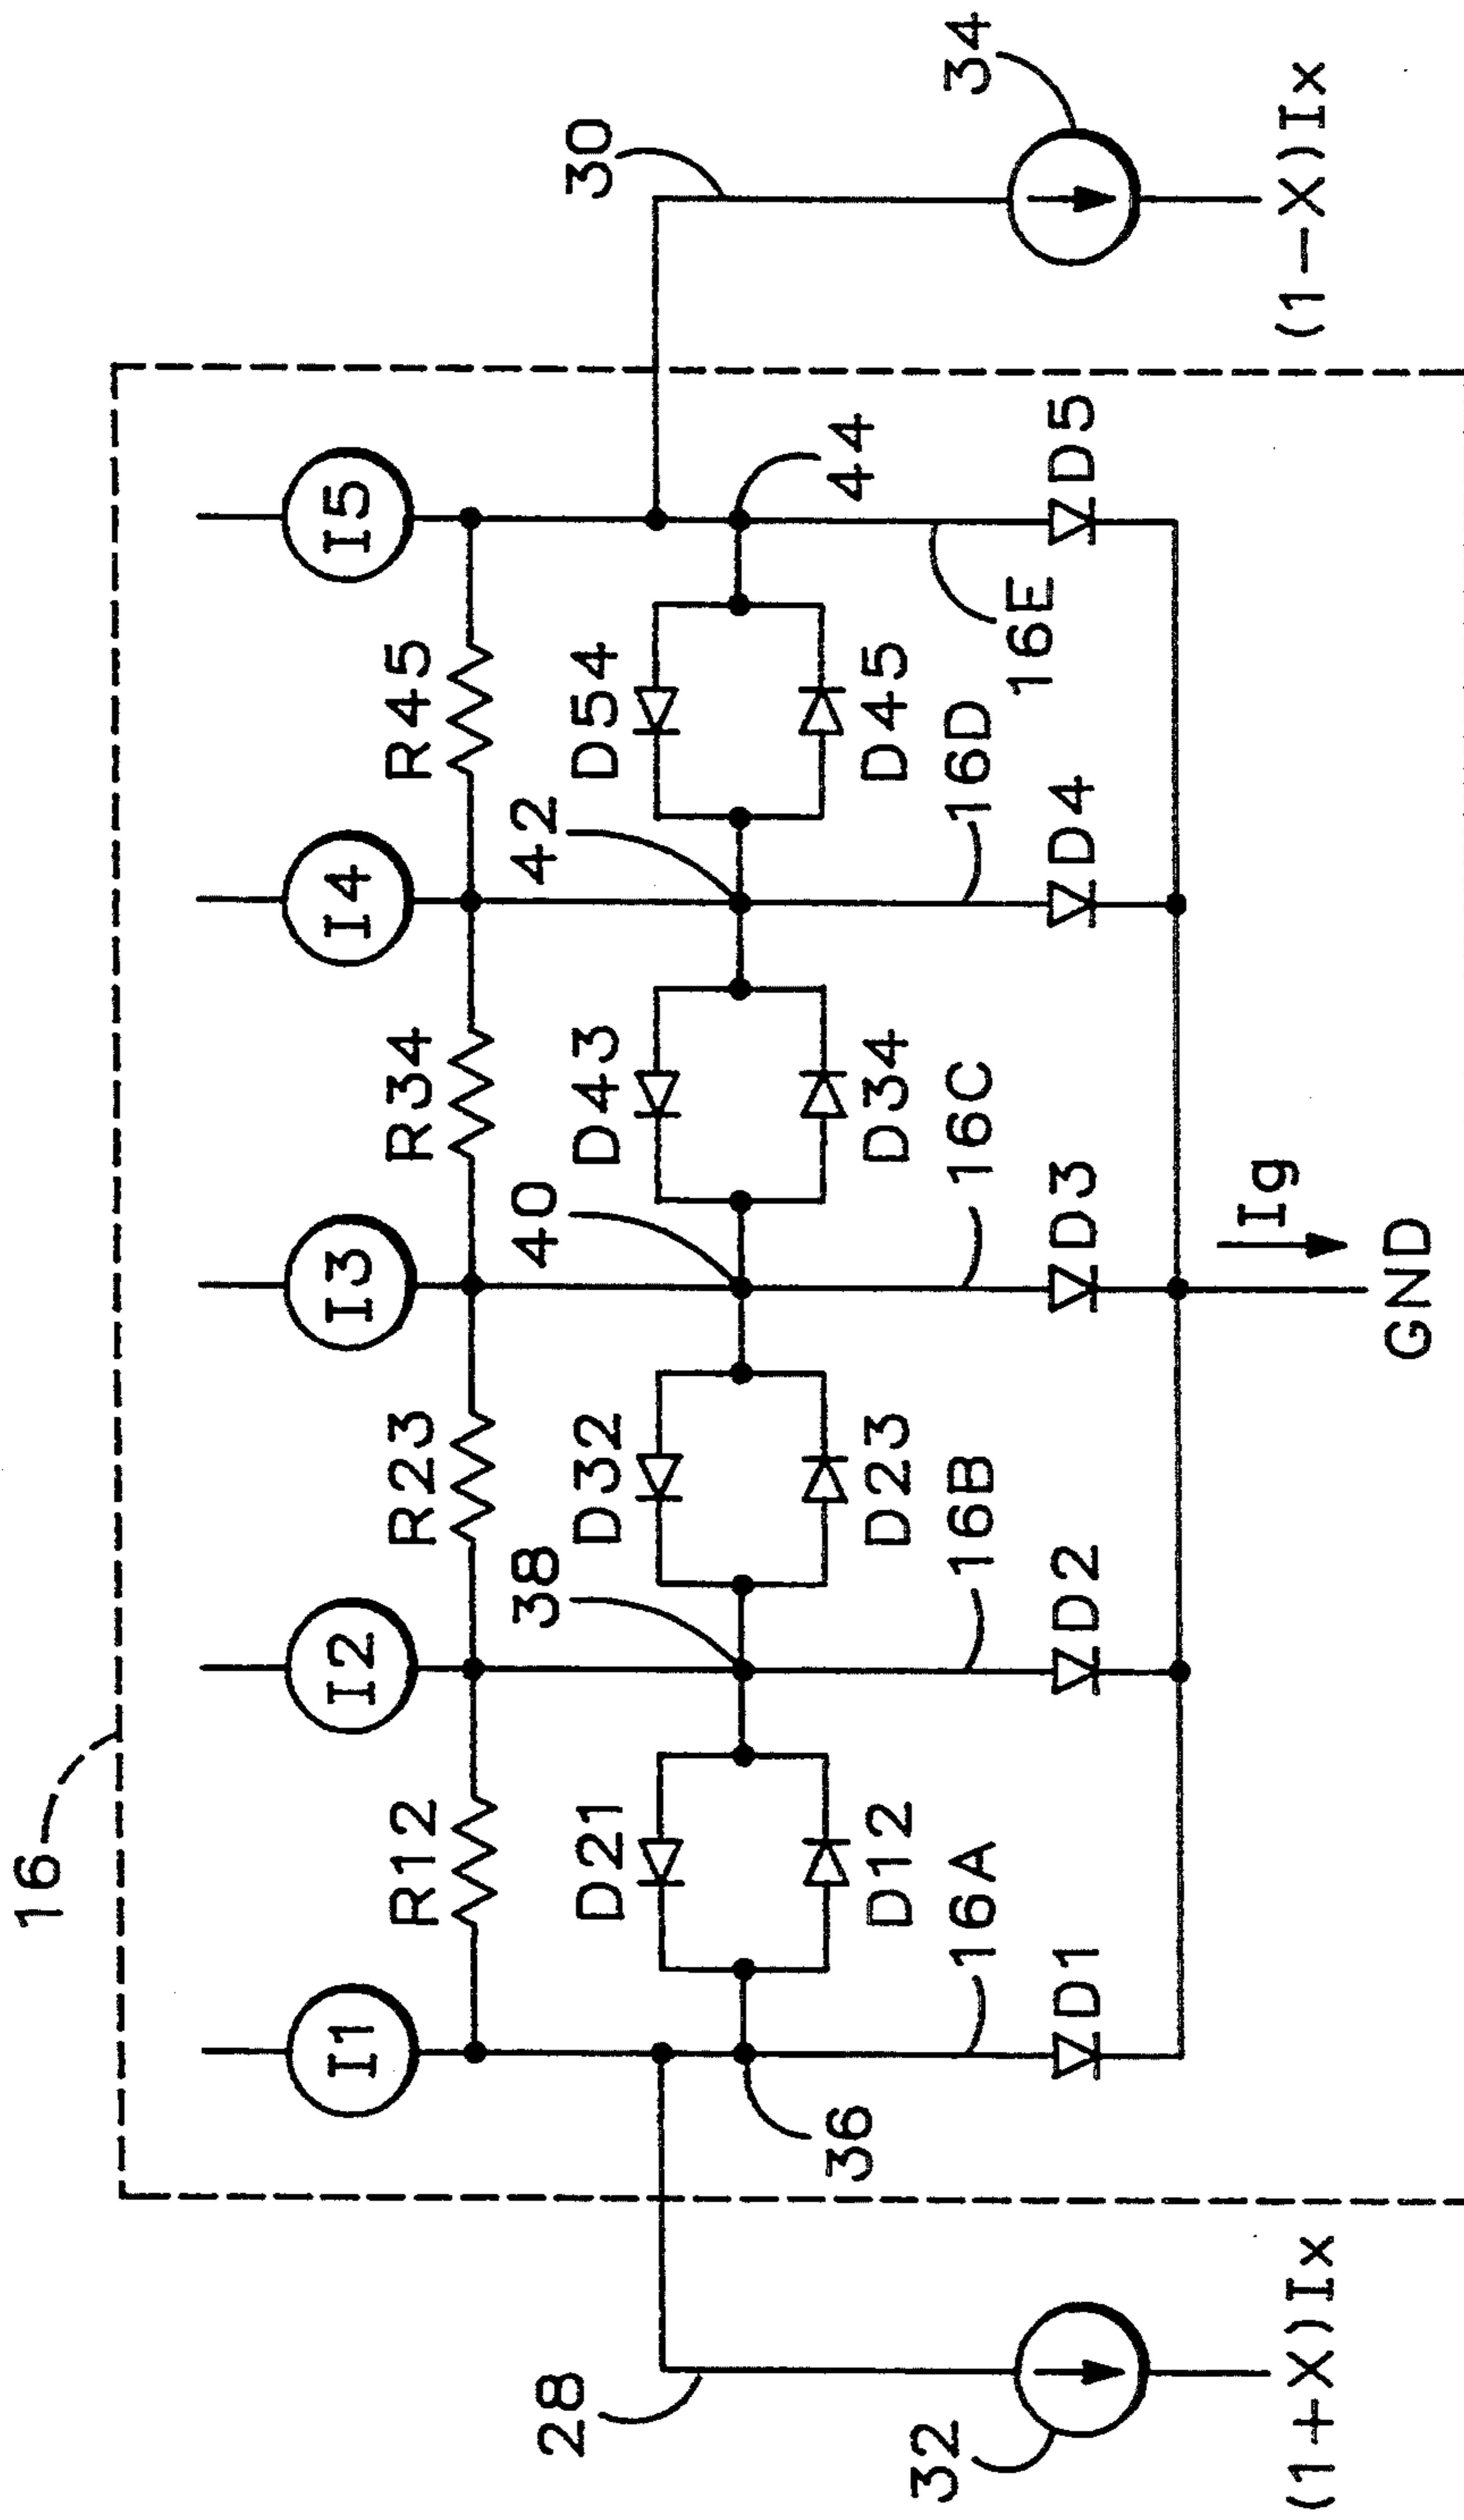 16
I1
I2
I3
I4
I5
R12
R23
R34
R45
28
38
40
42
30
D21
D32
D43
D54
36
D12
D23
D34
D45
44
32
16A
16B
16C
16D
16E
34
D1
D2
D3
D4
D5
Ig
(1+X)Ix
GND
(1-X)Ix